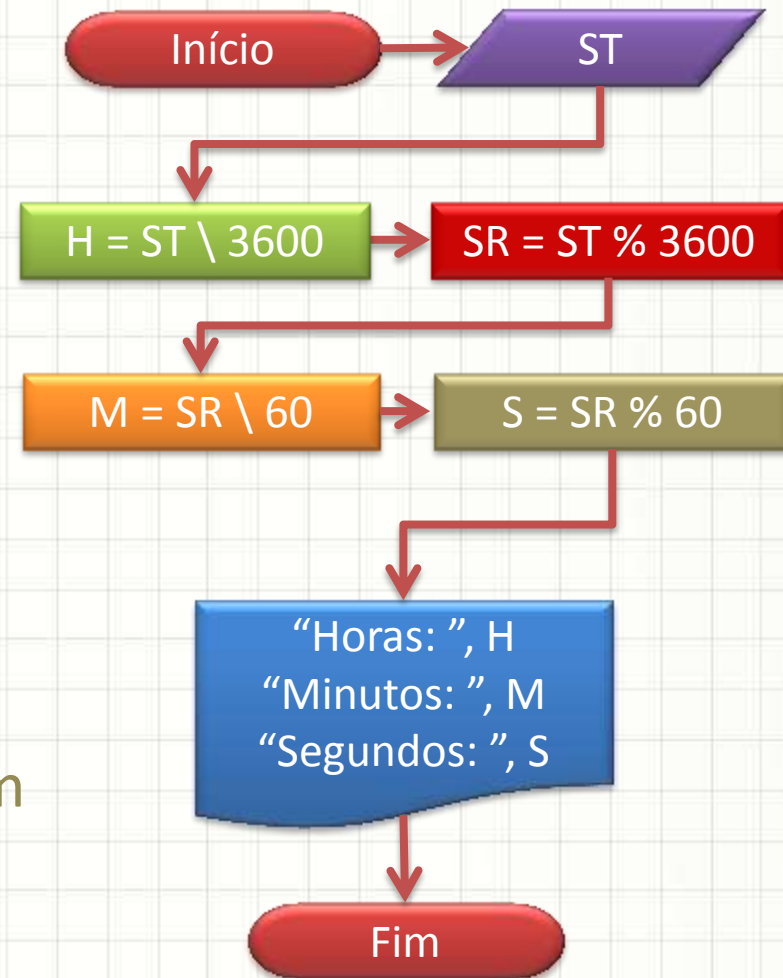 Início
ST
H = ST \ 3600
SR = ST % 3600
M = SR \ 60
S = SR % 60
“Horas: ”, H
“Minutos: ”, M
“Segundos: ”, S
Fim